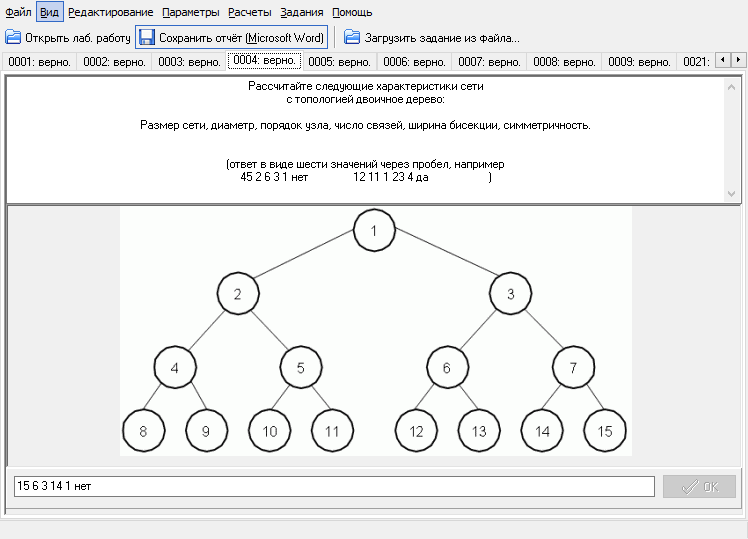 Файл Вид Редактирование Параметры Расчеты Задания Помощь
Открыть лаб. работу Сохранить отчёт (Microsoft Word) Загрузить задание из файла...
0001: верно. 0002: верно. 0003: верно. 0004: верно. 0005: верно. 0006: верно. 0007: верно. 0008: верно. 0009: верно. 0021:
Рассчитайте следующие характеристики сети
с топологией двоичное дерево:
Размер сети, диаметр, порядок узла, число связей, ширина бисекции, симметричность.
(ответ в виде шести значений через пробел, например
45 2 6 3 1 нет 12 11 1 23 4 да )
1
2 3
4 5 6 7
8 9 10 11 12 13 14 15
15 6 3 14 1 нет OK